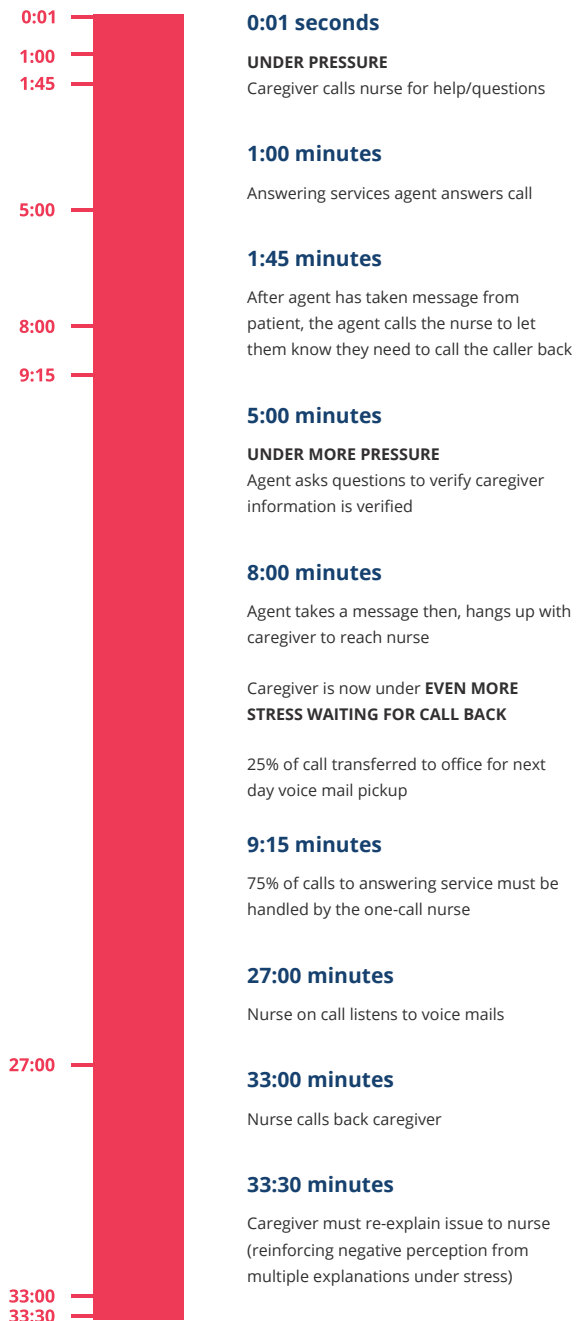 0:01
1:00
1:45
5:00
8:00
9:15
27:00
33:00
33:30
0:01 seconds
UNDER PRESSURE
Caregiver calls nurse for help/questions
1:00 minutes
Answering services agent answers call
1:45 minutes
After agent has taken message from
patient, the agent calls the nurse to let
them know they need to call the caller back
5:00 minutes
UNDER MORE PRESSURE
Agent asks questions to verify caregiver
information is verified
8:00 minutes
Agent takes a message then, hangs up with
caregiver to reach nurse
Caregiver is now under EVEN MORE
STRESS WAITING FOR CALL BACK
25% of call transferred to office for next
day voice mail pickup
9:15 minutes
75% of calls to answering service must be
handled by the one-call nurse
27:00 minutes
Nurse on call listens to voice mails
33:00 minutes
Nurse calls back caregiver
33:30 minutes
Caregiver must re-explain issue to nurse
(reinforcing negative perception from
multiple explanations under stress)